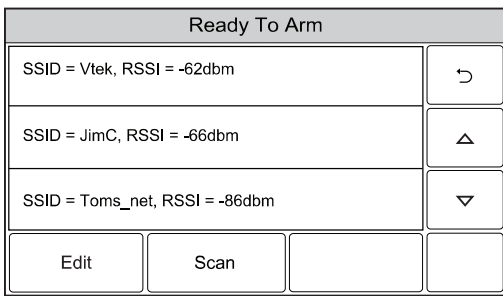 Ready To Arm
SSID = Vtek, RSSI = -62dbm
SSID = JimC, RSSI = -66dbm
SSID = Toms_net, RSSI = -86dbm
Edit
Scan